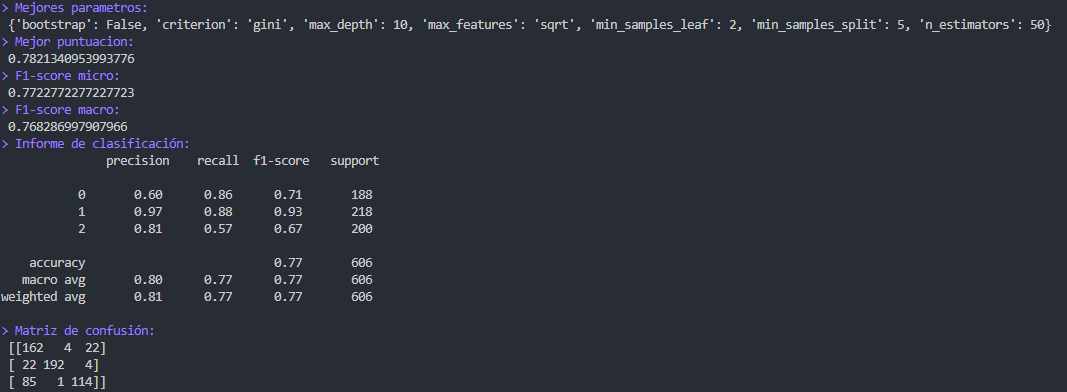 > Mejores parametros:
{'bootstrap': False, 'criterion': 'gini', 'max_depth': 10, 'max_features': 'sqrt', 'min_samples_leaf': 2, 'min_samples_split': 5, 'n_estimators': 50}
> Mejor puntuacion:
0.7821340953993776
> F1-score micro:
0.7722772277227723
> F1-score macro:
0.768286997907966
> Informe de clasificación:
precision recall f1-score support
0 0.60 0.86 0.71 188
1 0.97 0.88 0.93 218
2 0.81 0.57 0.67 200
accuracy 0.77 606
macro avg 0.80 0.77 0.77 606
weighted avg 0.81 0.77 0.77 606
> Matriz de confusión:
[[162 4 22]
[ 22 192 4]
[ 85 1 114]]